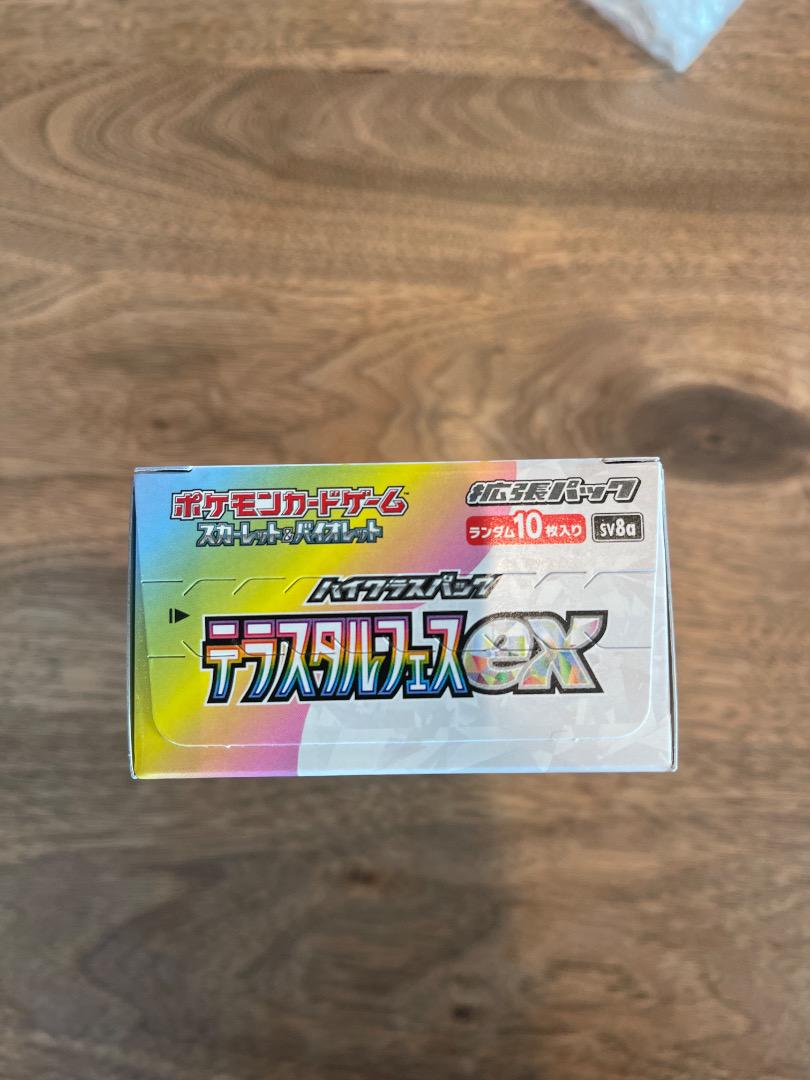 ポケモンカードゲーム
スカーレット&バイオレット
拡張パック
ランダム10枚入り
SV8a
ハイクラスパック
テラスタルフェスex